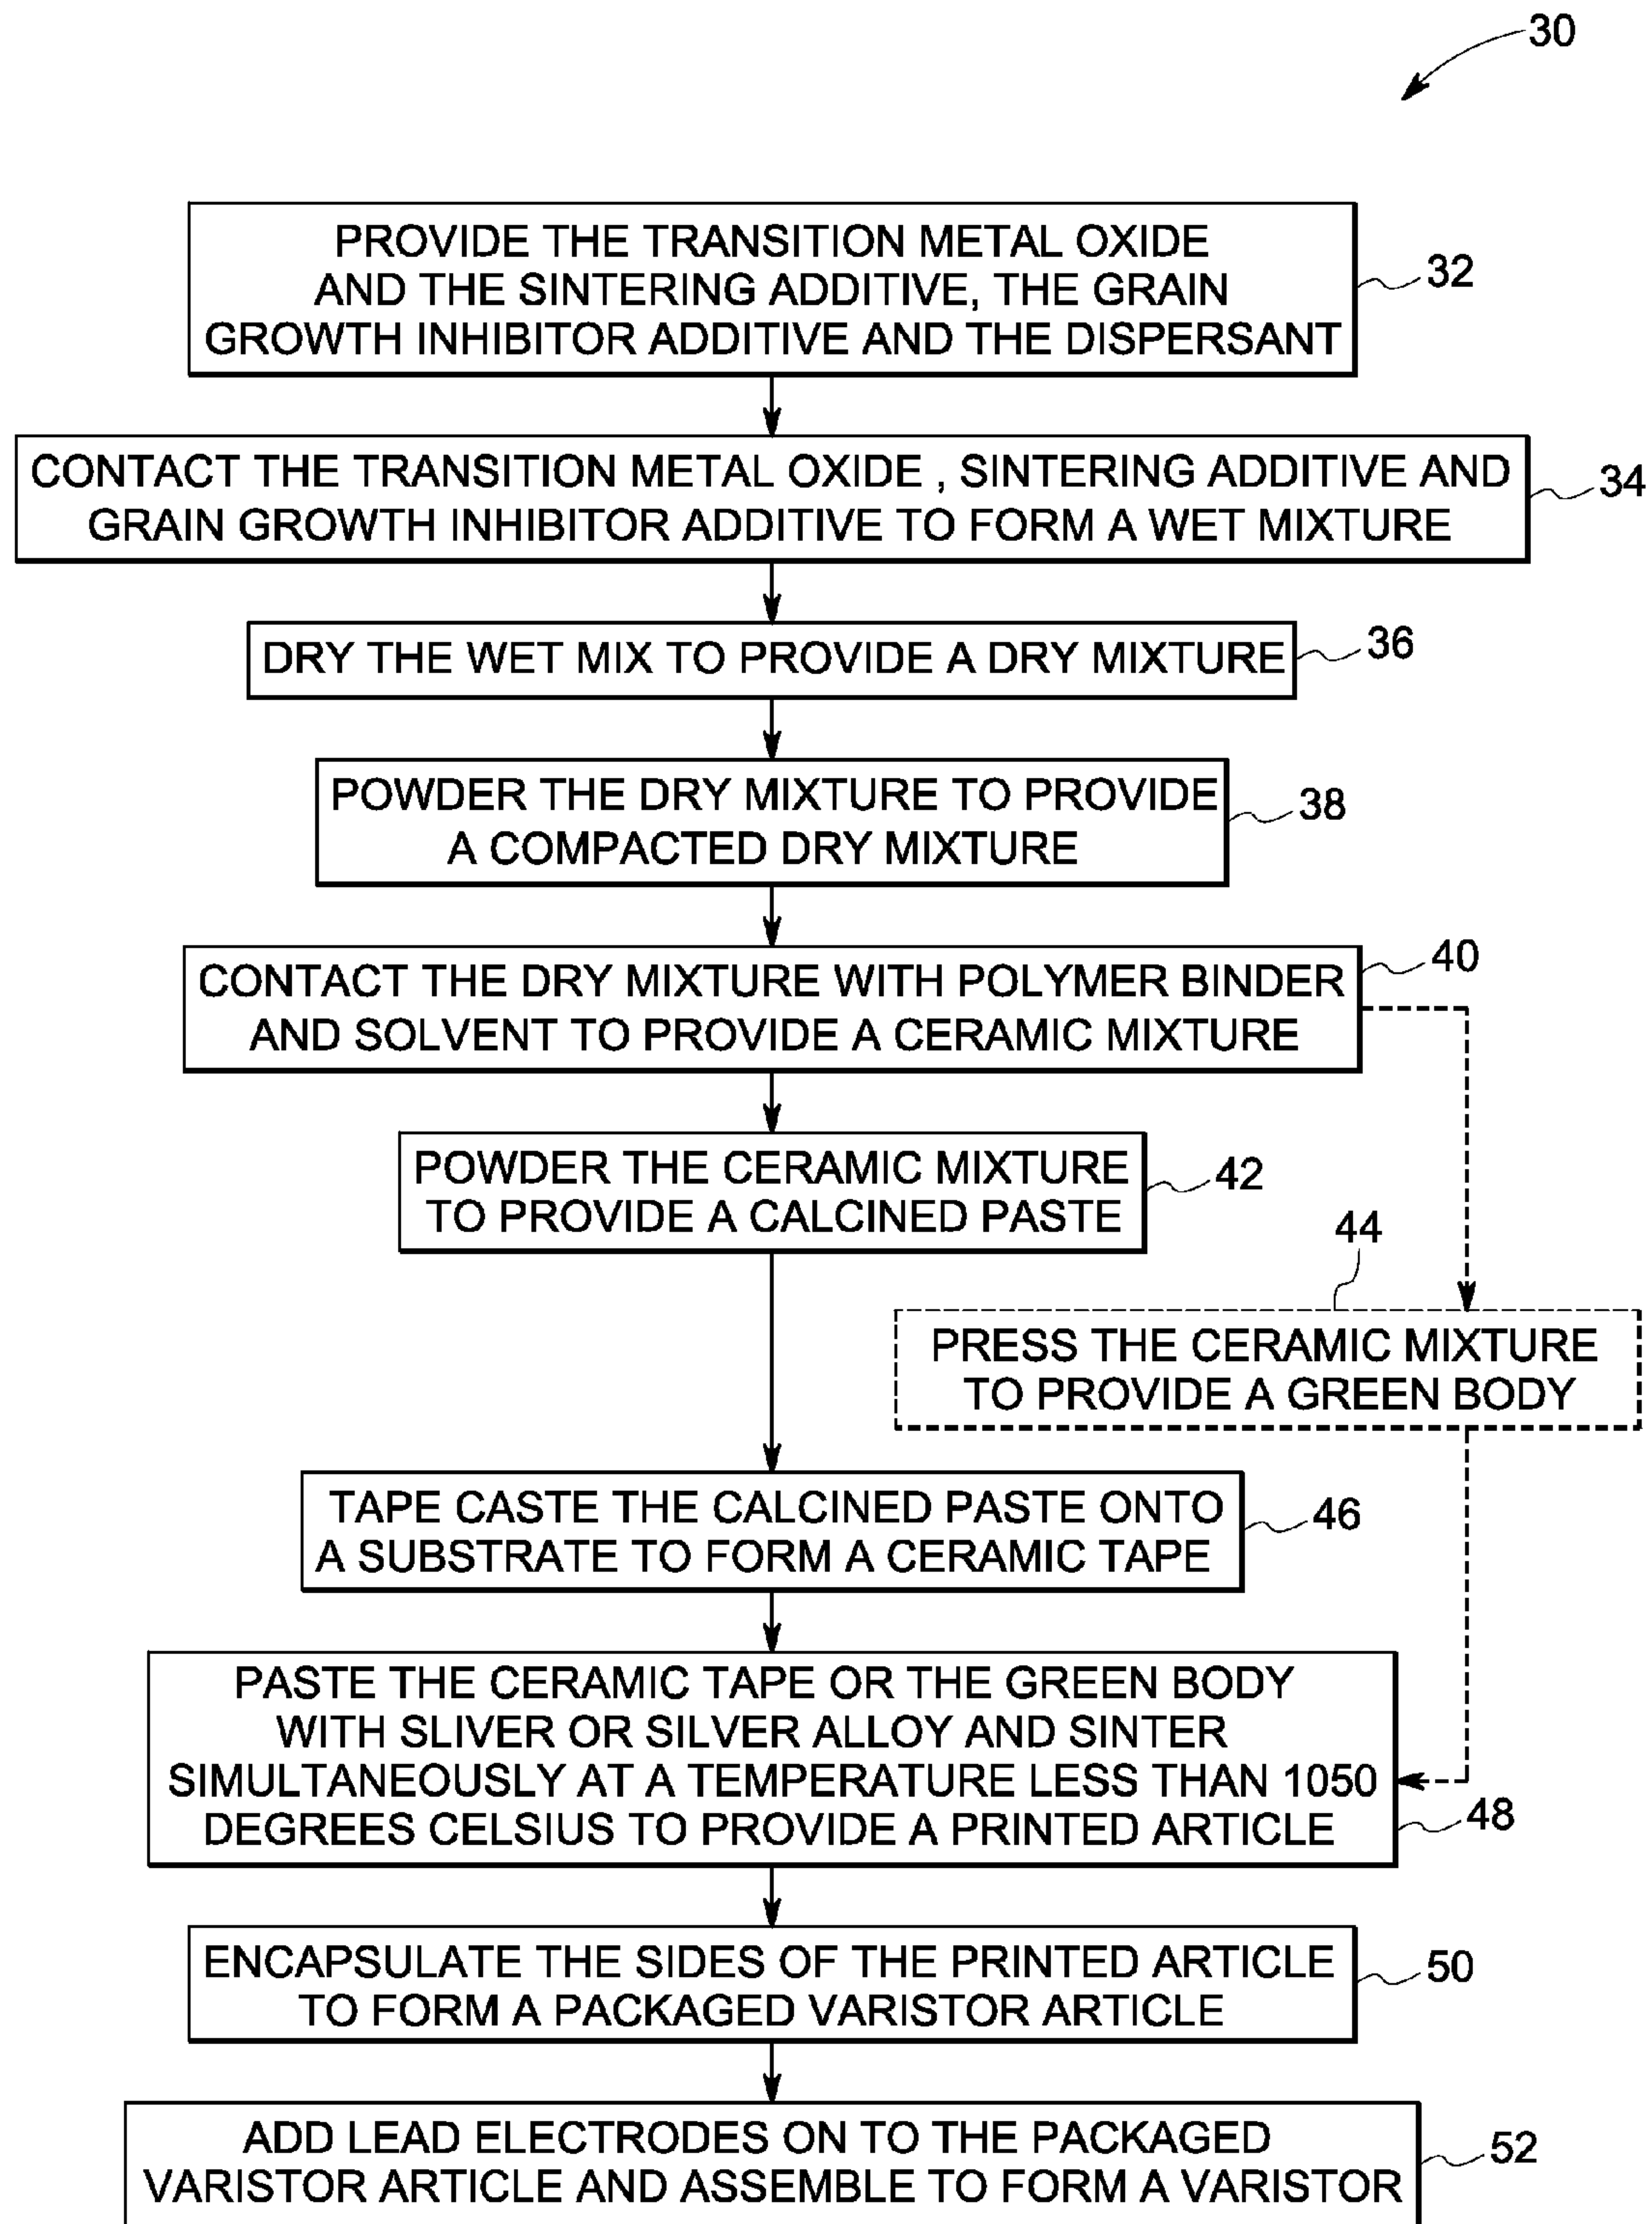 30
PROVIDE THE TRANSITION METAL OXIDE
AND THE SINTERING ADDITIVE, THE GRAIN
GROWTH INHIBITOR ADDITIVE AND THE DISPERSANT
32
CONTACT THE TRANSITION METAL OXIDE , SINTERING ADDITIVE AND
GRAIN GROWTH INHIBITOR ADDITIVE TO FORM A WET MIXTURE
34
DRY THE WET MIX TO PROVIDE A DRY MIXTURE
36
POWDER THE DRY MIXTURE TO PROVIDE
A COMPACTED DRY MIXTURE
38
CONTACT THE DRY MIXTURE WITH POLYMER BINDER
AND SOLVENT TO PROVIDE A CERAMIC MIXTURE
40
POWDER THE CERAMIC MIXTURE
TO PROVIDE A CALCINED PASTE
42
44
PRESS THE CERAMIC MIXTURE
TO PROVIDE A GREEN BODY
TAPE CASTE THE CALCINED PASTE ONTO
A SUBSTRATE TO FORM A CERAMIC TAPE
46
PASTE THE CERAMIC TAPE OR THE GREEN BODY
WITH SLIVER OR SILVER ALLOY AND SINTER
SIMULTANEOUSLY AT A TEMPERATURE LESS THAN 1050
DEGREES CELSIUS TO PROVIDE A PRINTED ARTICLE
48
ENCAPSULATE THE SIDES OF THE PRINTED ARTICLE
TO FORM A PACKAGED VARISTOR ARTICLE
50
ADD LEAD ELECTRODES ON TO THE PACKAGED
VARISTOR ARTICLE AND ASSEMBLE TO FORM A VARISTOR
52